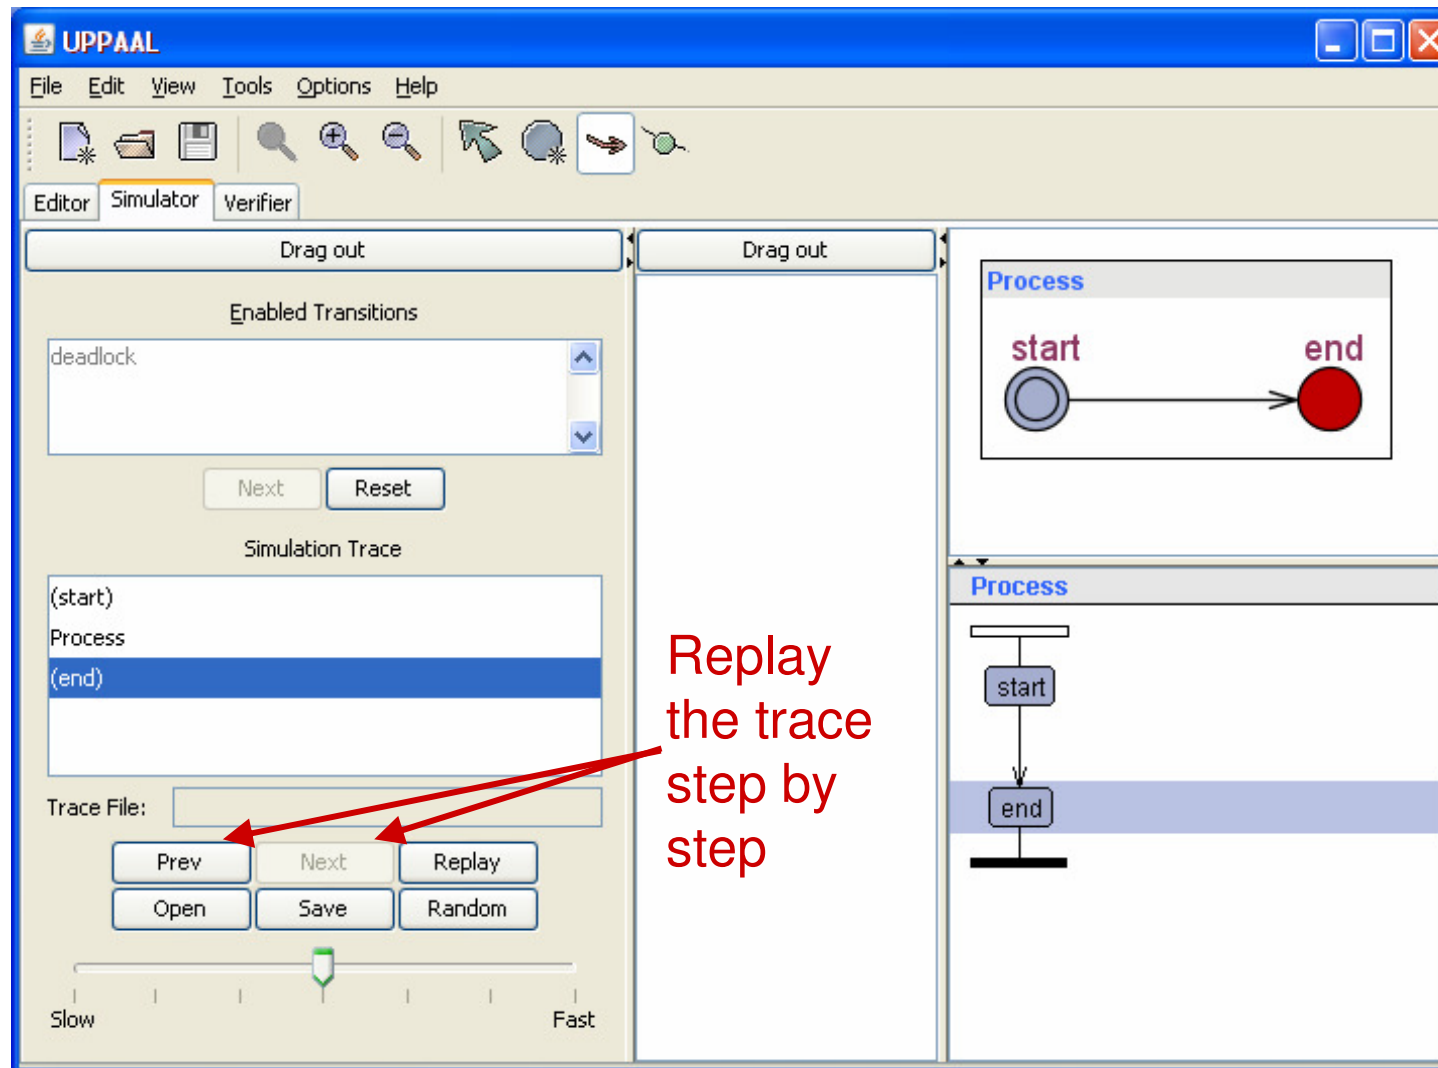 UPPAAL
File Edit View Tools Options Help
Editor Simulator Verifier
Drag out
Enabled Transitions
deadlock
Next Reset
Simulation Trace
(start)
Process
(end)
Trace File:
Prev Next Replay
Open Save Random
Slow Fast
Drag out
Replay
the trace
step by
step
Process
start end
Process
start
end